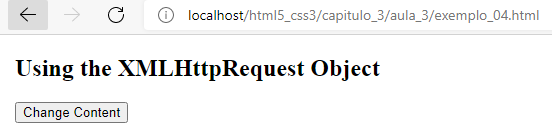 localhost/html5_css3/capitulo_3/aula_3/exemplo_04.html
Using the XMLHttpRequest Object
Change Content